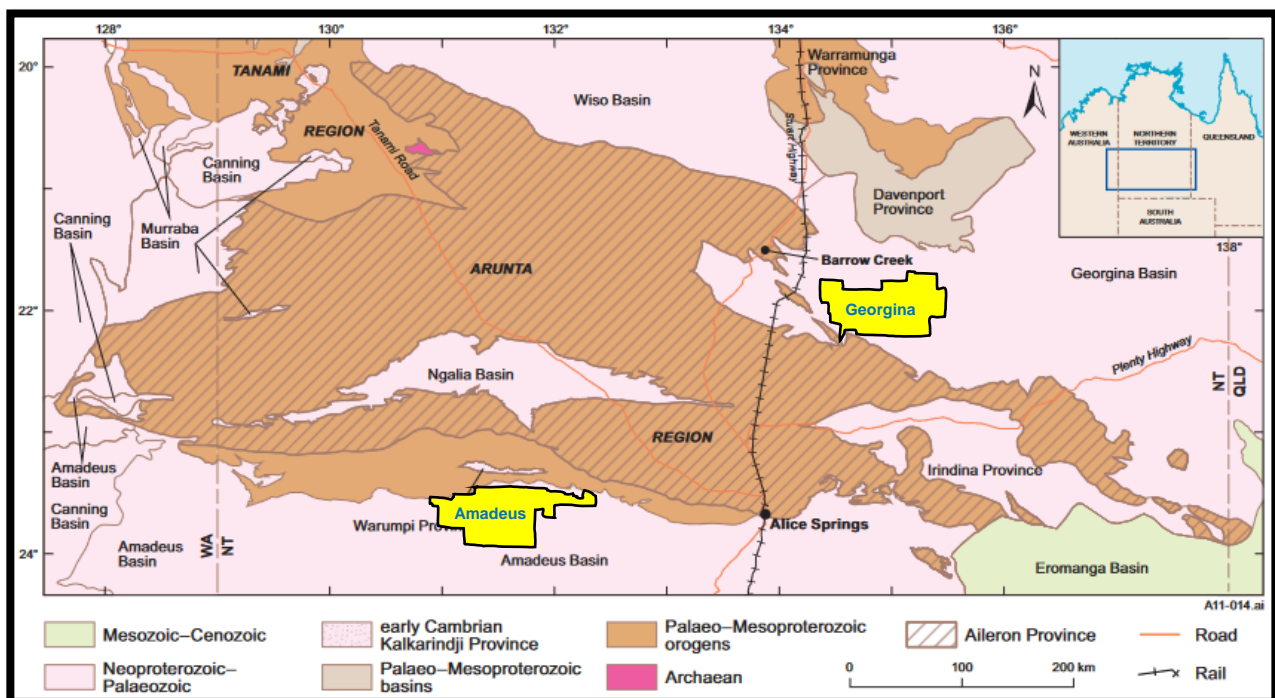 128°
130°
132°
134°
136°
20°
22°
24°
138°
TANAMI
REGION
Tanami Road
Wiso Basin
Warramunga
Province
Stuart Highway
N
WESTERN
AUSTRALIA
NORTHERN
TERRITORY
QUEENSLAND
SOUTH
AUSTRALIA
Canning
Basin
Davenport
Province
Canning
Basin
Murraba
Basin
ARUNTA
Barrow Creek
Georgina Basin
Georgina
Plenty Highway
NT
QLD
Ngalia Basin
REGION
Irindina Province
Amadeus
Basin
Canning
Basin
Amadeus
Basin
WA
NT
Warumpi Provin
Amadeus
Alice Springs
Amadeus Basin
Eromanga Basin
A11-014.ai
Mesozoic–Cenozoic
early Cambrian
Kalkarindji Province
Palaeo–Mesoproterozoic
orogens
Aileron Province
Road
Neoproterozoic–
Palaeozoic
Palaeo–Mesoproterozoic
basins
Archaean
0 100 200 km
Rail